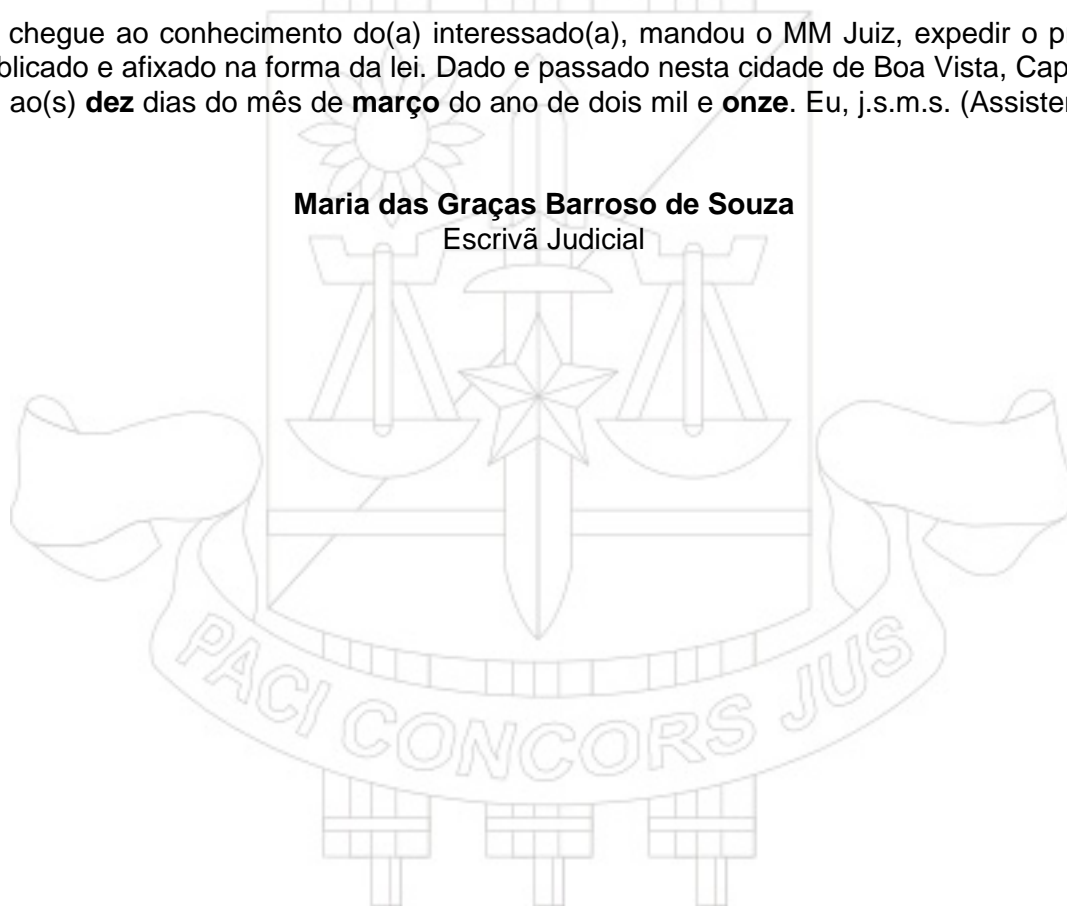 chegue ao conhecimento do(a) interessado(a), mandou o MM Juiz, expedir o p
blicado e afixado na forma da lei. Dado e passado nesta cidade de Boa Vista, Cap
ao(s) dez dias do mês de março do ano de dois mil e onze. Eu, j.s.m.s. (Assiste
Maria das Graças Barroso de Souza
Escrivã Judicial
PACI CONCORS JUS